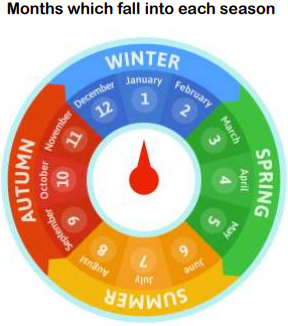 Months which fall into each season
WINTER
January
1
February
2
SPRING
March
3
April
4
May
5
SUMMER
June
6
July
7
August
8
AUTUMN
September
9
October
10
November
11
December
12